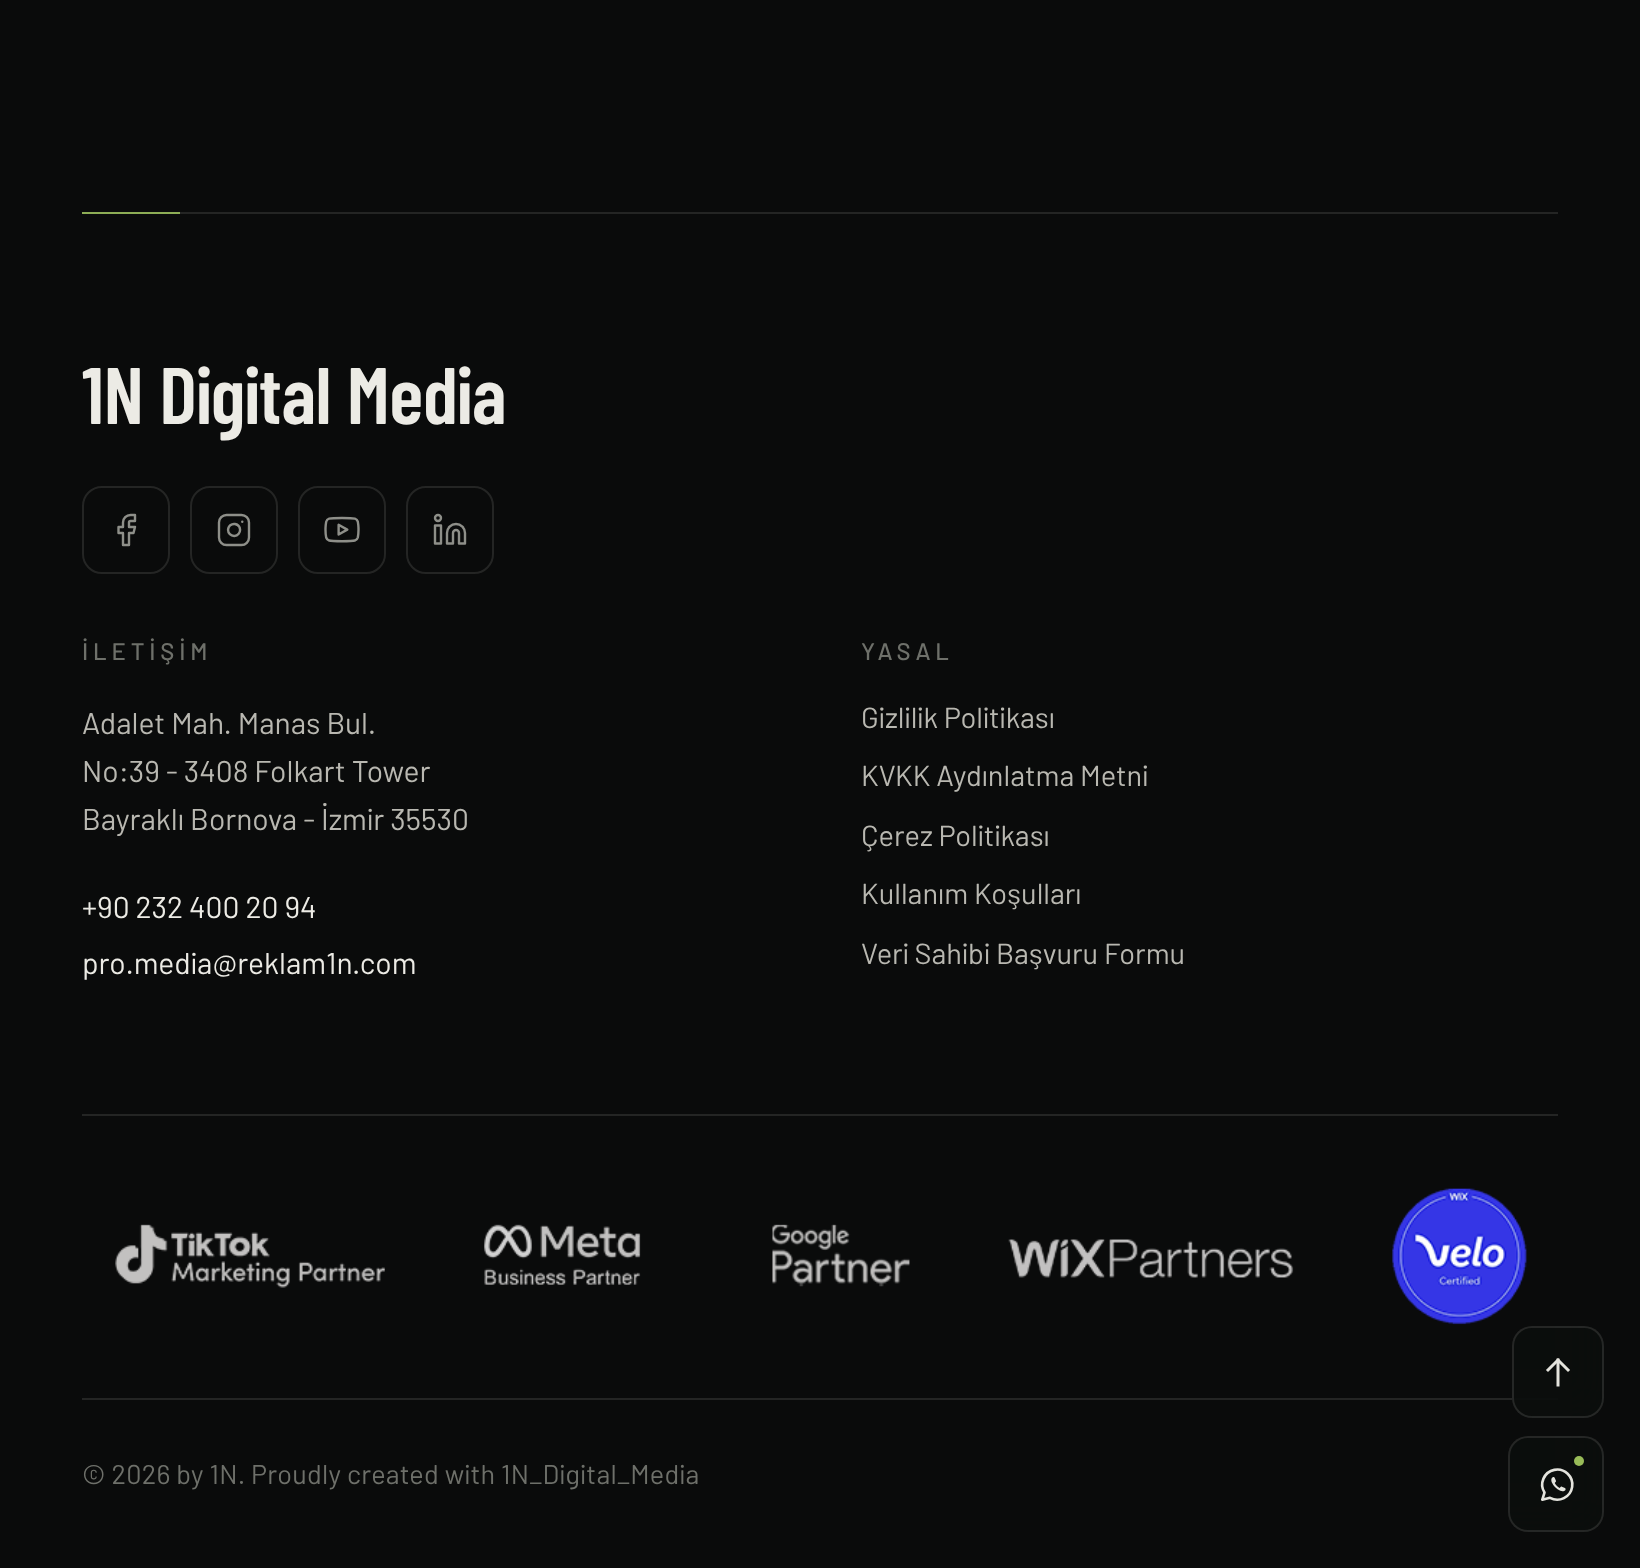 1N Digital Media
İLETİŞİM
Adalet Mah. Manas Bul.
No:39 - 3408 Folkart Tower
Bayraklı Bornova - İzmir 35530
+90 232 400 20 94
pro.media@reklam1n.com
YASAL
Gizlilik Politikası
KVKK Aydınlatma Metni
Çerez Politikası
Kullanım Koşulları
Veri Sahibi Başvuru Formu
TikTok
Marketing Partner
Meta
Business Partner
Google
Partner
WiXPartners
WiX
velo
Certified
© 2026 by 1N. Proudly created with 1N_Digital_Media